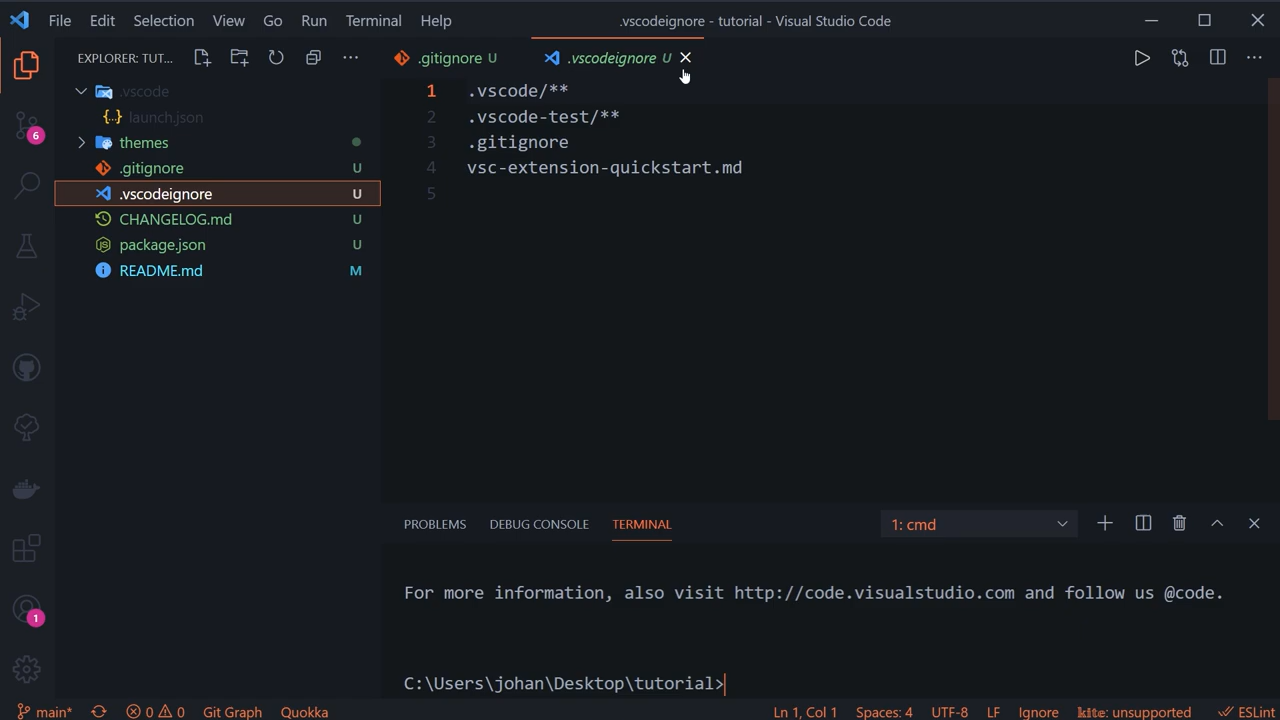 File Edit Selection View Go Run Terminal Help .vscodeignore - tutorial - Visual Studio Code
EXPLORER: TUT...
.vscode
{..} launch.json
themes
.gitignore U
.vscodeignore U
CHANGELOG.md U
package.json U
README.md M
6
1
.gitignore U .vscodeignore U
1 .vscode/**
2 .vscode-test/**
3 .gitignore
4 vsc-extension-quickstart.md
5
PROBLEMS DEBUG CONSOLE TERMINAL 1: cmd
For more information, also visit http://code.visualstudio.com and follow us @code.
C:\Users\johan\Desktop\tutorial>
main* 0 0 Git Graph Quokka Ln 1, Col 1 Spaces: 4 UTF-8 LF Ignore kite: unsupported ESLint